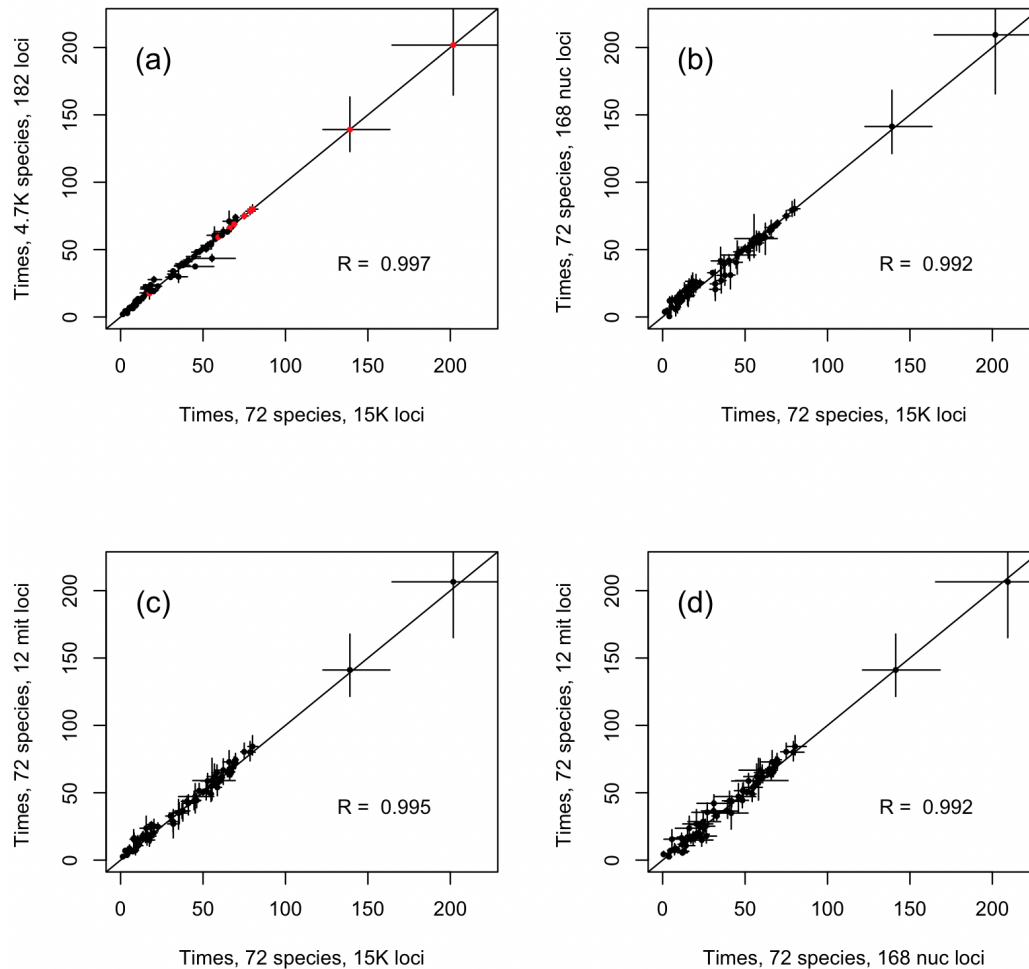 (a)
R = 0.997
Times, 4.7K species, 182 loci
0 50 100 150 200
0 50 100 150 200
Times, 72 species, 15K loci
(b)
R = 0.992
Times, 72 species, 168 nuc loci
0 50 100 150 200
0 50 100 150 200
Times, 72 species, 15K loci
(c)
R = 0.995
Times, 72 species, 12 mit loci
0 50 100 150 200
0 50 100 150 200
Times, 72 species, 15K loci
(d)
R = 0.992
Times, 72 species, 12 mit loci
0 50 100 150 200
0 50 100 150 200
Times, 72 species, 168 nuc loci